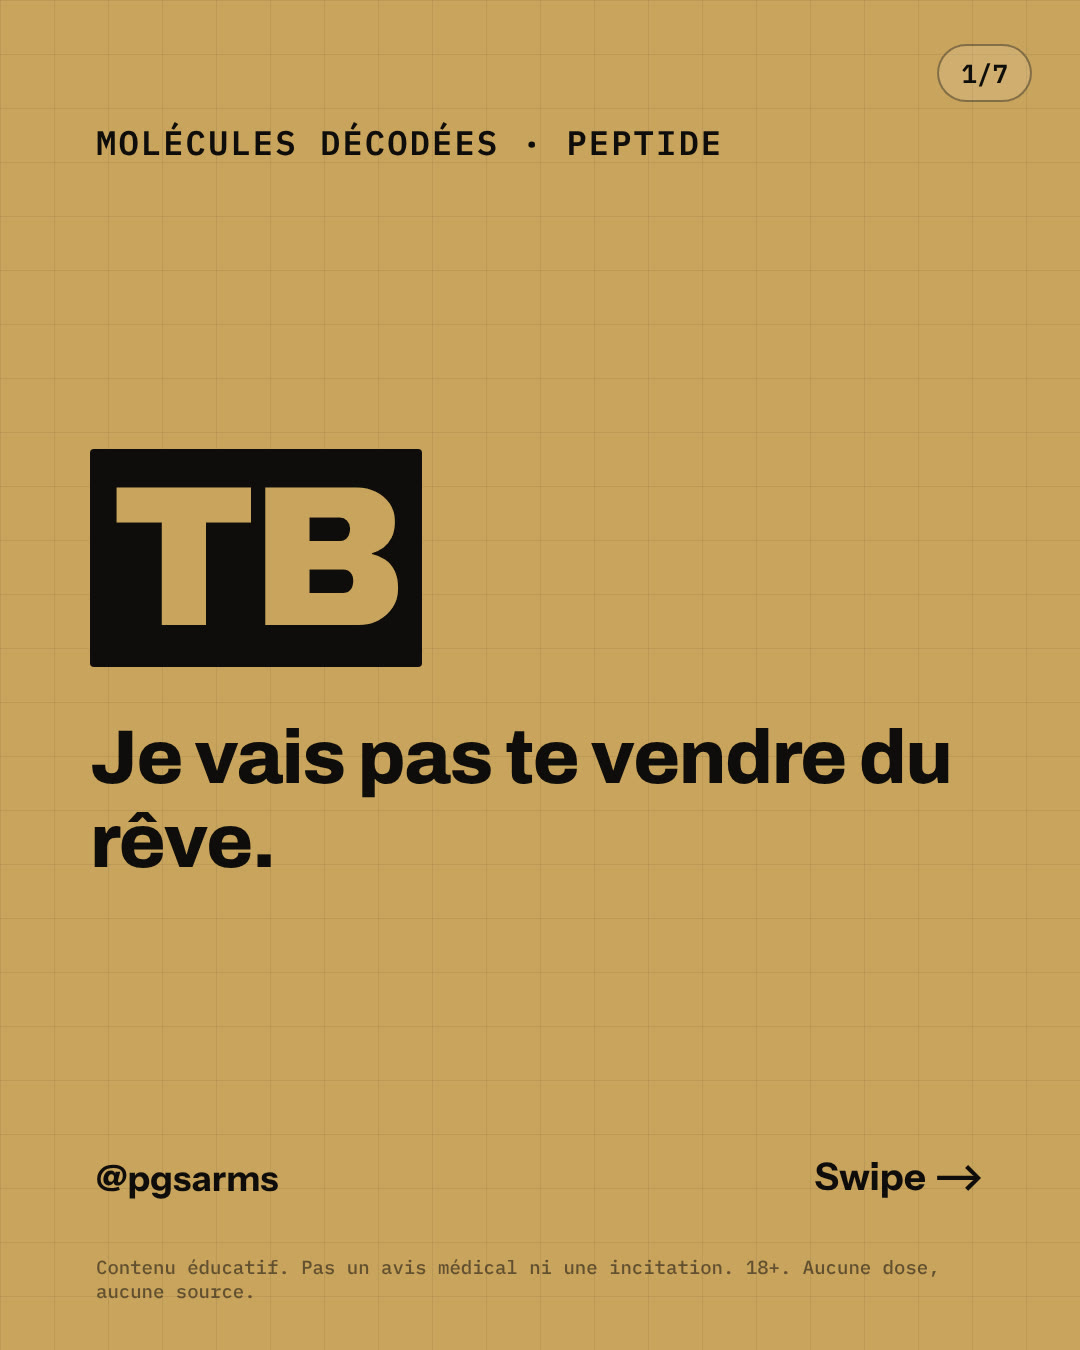 1/7
MOLÉCULES DÉCODÉES · PEPTIDE
TB
Je vais pas te vendre du
rêve.
@pgsarms
Swipe →
Contenu éducatif. Pas un avis médical ni une incitation. 18+. Aucune dose,
aucune source.